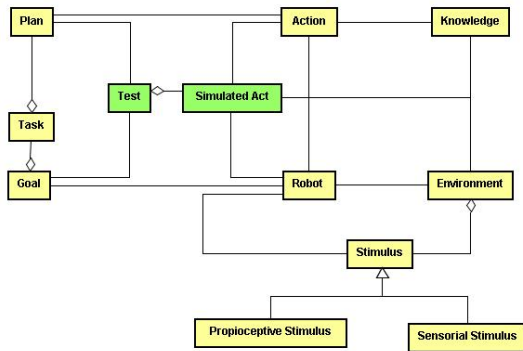 Plan
Action
Knowledge
Test
Simulated Act
Task
Goal
Robot
Environment
Stimulus
Propioceptive Stimulus
Sensorial Stimulus